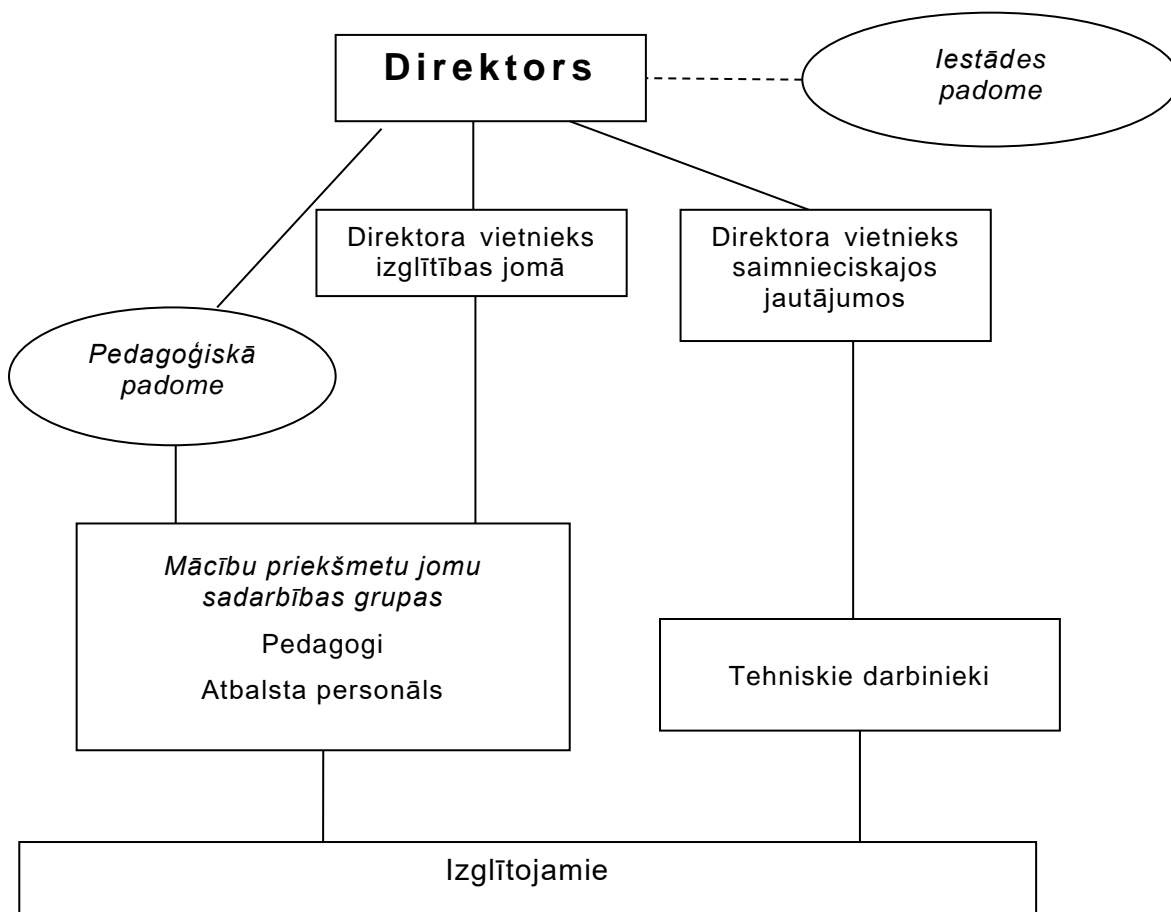 Direktors
Iestādes
padome
Direktora vietnieks
izglītības jomā
Direktora vietnieks
saimnieciskajos
jautājumos
Pedagoģiskā
padome
Mācību priekšmetu jomu
sadarbības grupas
Pedagogi
Atbalsta personāls
Tehniskie darbinieki
Izglītojamie